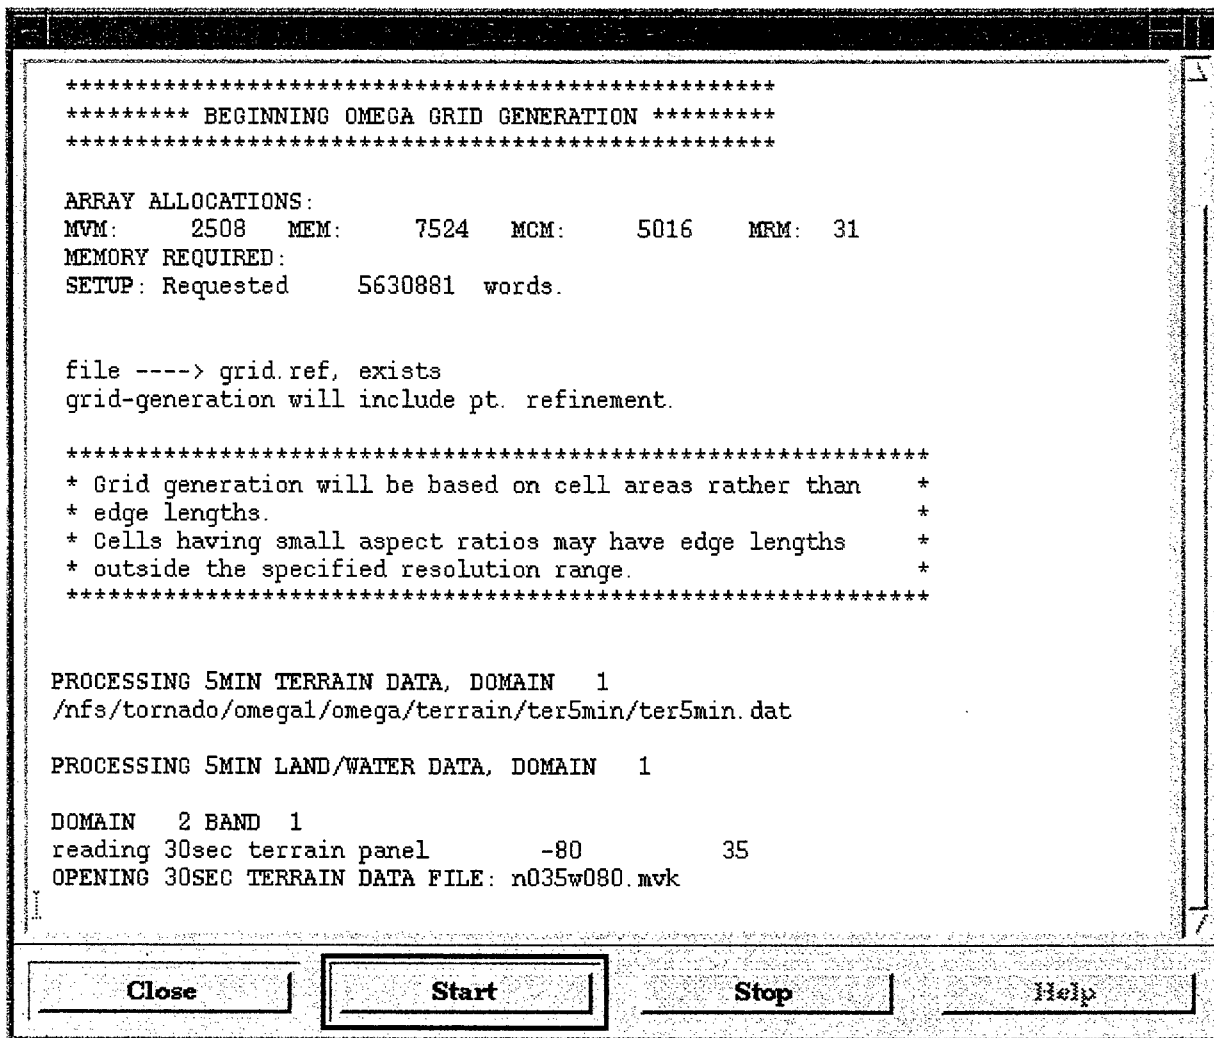 ***************************************************
********* BEGINNING OMEGA GRID GENERATION *********
***************************************************
ARRAY ALLOCATIONS:
MVM: 2508 MEM: 7524 MCM: 5016 MRM: 31
MEMORY REQUIRED:
SETUP: Requested 5630881 words.
file ----> grid.ref, exists
grid-generation will include pt. refinement.
**************************************************************
* Grid generation will be based on cell areas rather than *
* edge lengths. *
* Cells having small aspect ratios may have edge lengths *
* outside the specified resolution range. *
**************************************************************
PROCESSING 5MIN TERRAIN DATA, DOMAIN 1
/nfs/tornado/omega1/omega/terrain/ter5min/ter5min.dat
PROCESSING 5MIN LAND/WATER DATA, DOMAIN 1
DOMAIN 2 BAND 1
reading 30sec terrain panel -80 35
OPENING 30SEC TERRAIN DATA FILE: n035w080.mvk
Close Start Stop Help